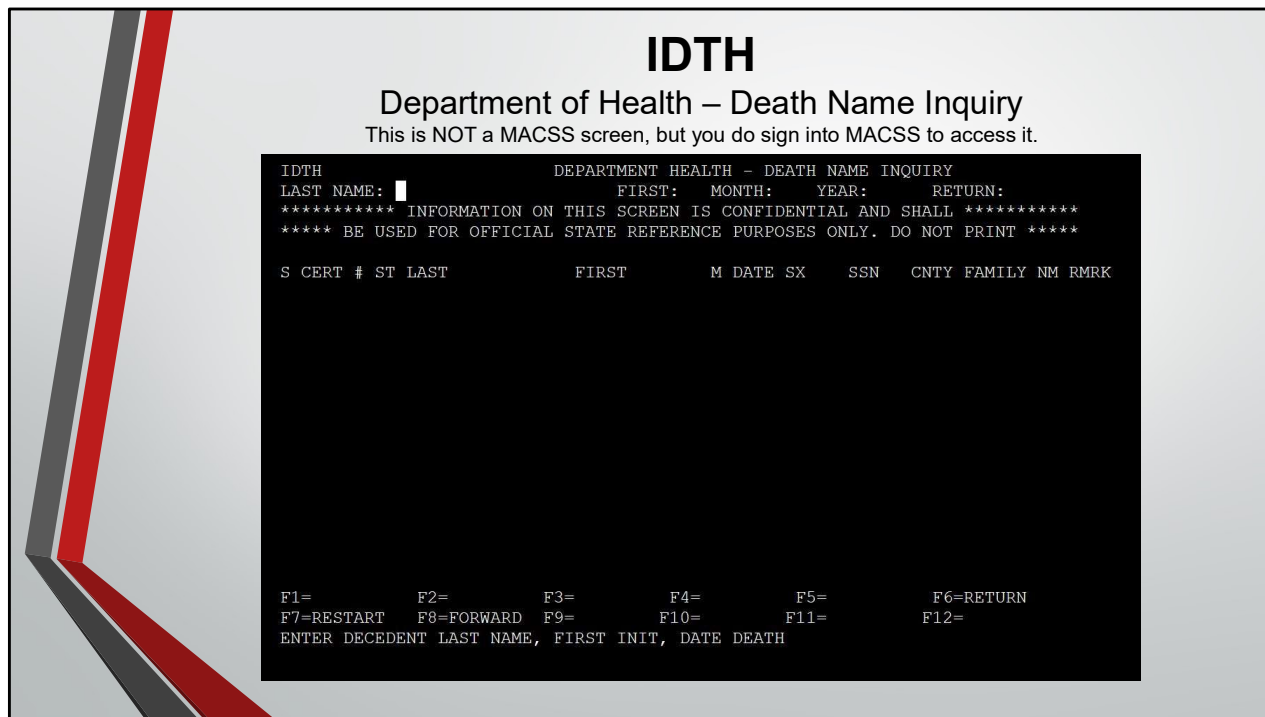 IDTH
Department of Health – Death Name Inquiry
This is NOT a MACSS screen, but you do sign into MACSS to access it.
IDTH DEPARTMENT HEALTH – DEATH NAME INQUIRY
LAST NAME: FIRST: MONTH: YEAR: RETURN:
*********** INFORMATION ON THIS SCREEN IS CONFIDENTIAL AND SHALL ***********
***** BE USED FOR OFFICIAL STATE REFERENCE PURPOSES ONLY. DO NOT PRINT *****
S CERT # ST LAST FIRST M DATE SX SSN CNTY FAMILY NM RMRK
F1= F2= F3= F4= F5= F6=RETURN
F7=RESTART F8=FORWARD F9= F10= F11= F12=
ENTER DECEDENT LAST NAME, FIRST INIT, DATE DEATH